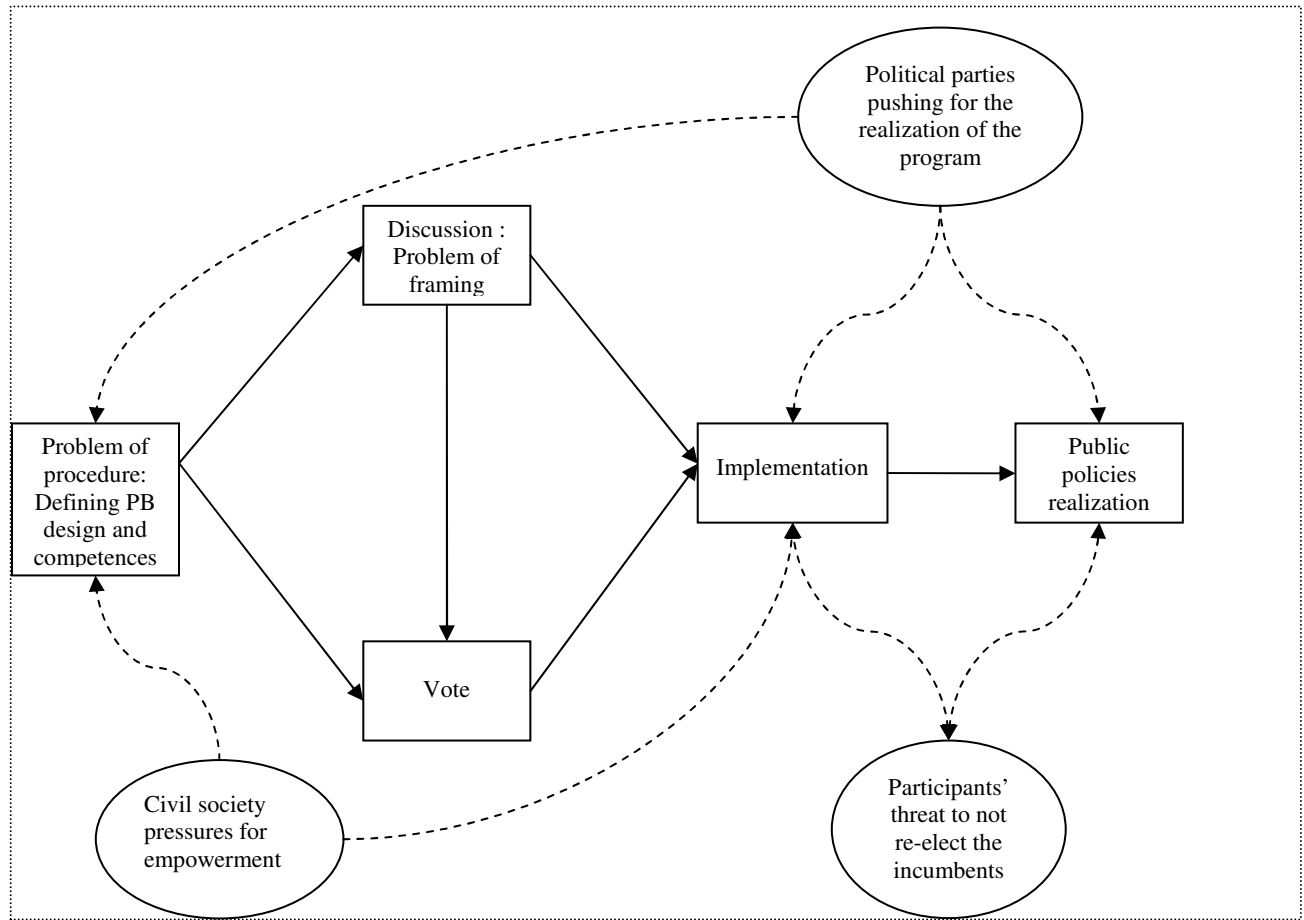 Political parties
pushing for the
realization of the
program
Discussion :
Problem of
framing
Problem of
procedure:
Defining PB
design and
competences
Implementation
Public
policies
realization
Vote
Civil society
pressures for
empowerment
Participants’
threat to not
re-elect the
incumbents